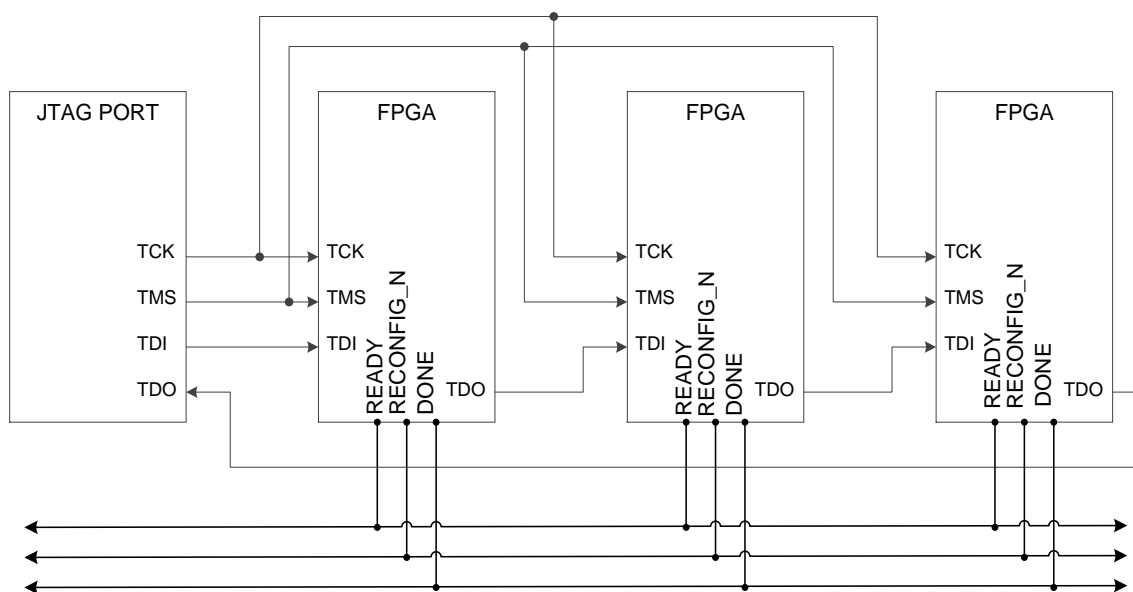 JTAG PORT
TCK
TMS
TDI
TDO
FPGA
TCK
TMS
TDI
READY
RECONFIG_N
DONE
TDO
FPGA
TCK
TMS
TDI
READY
RECONFIG_N
DONE
TDO
FPGA
TCK
TMS
TDI
READY
RECONFIG_N
DONE
TDO